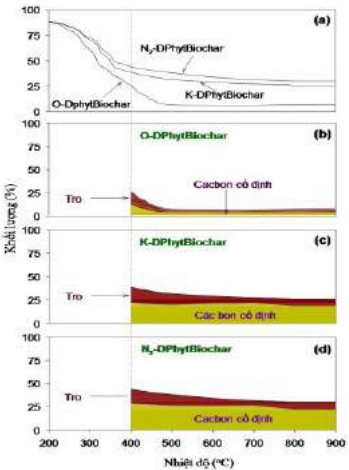 100
(a)
75
N₂-DPhytBiochar
50
25
O-DphytBiochar
K-DPhytBiochar
0
100
(b)
O-DPhytBiochar
75
50
Cacbon cố định
Tro
25
0
100
(c)
K-DPhytBiochar
75
50
Tro
25
Các bon cố định
0
100
(d)
N₂-DPhytBiochar
75
50
Tro
25
Cacbon cố định
0
200 300 400 500 600 700 800 900
Nhiệt độ (°C)
Khối lượng (%)